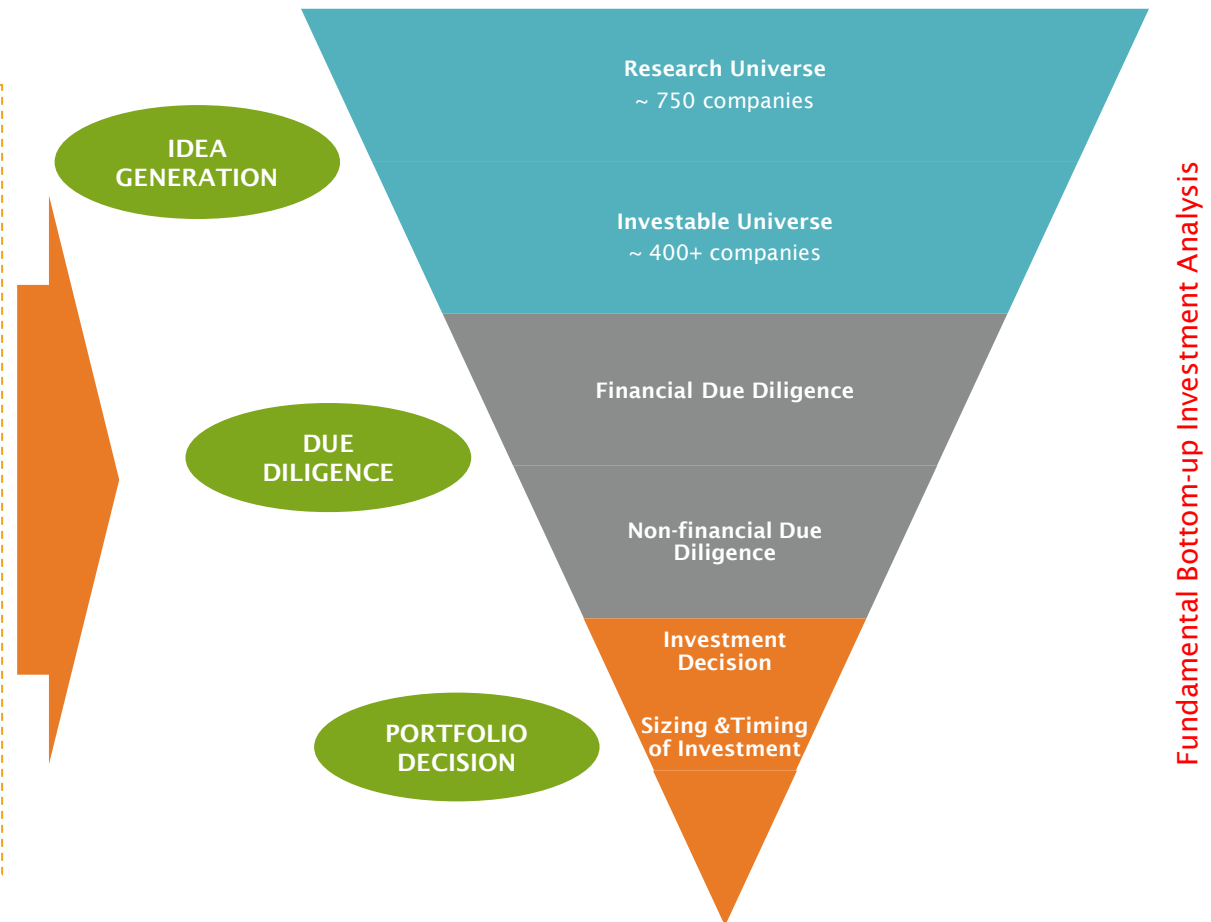 Research Universe
~ 750 companies
IDEA
GENERATION
Investable Universe
~ 400+ companies
Financial Due Diligence
DUE
DILIGENCE
Non-financial Due
Diligence
Investment
Decision
Sizing &Timing
of Investment
PORTFOLIO
DECISION
Fundamental Bottom-up Investment Analysis